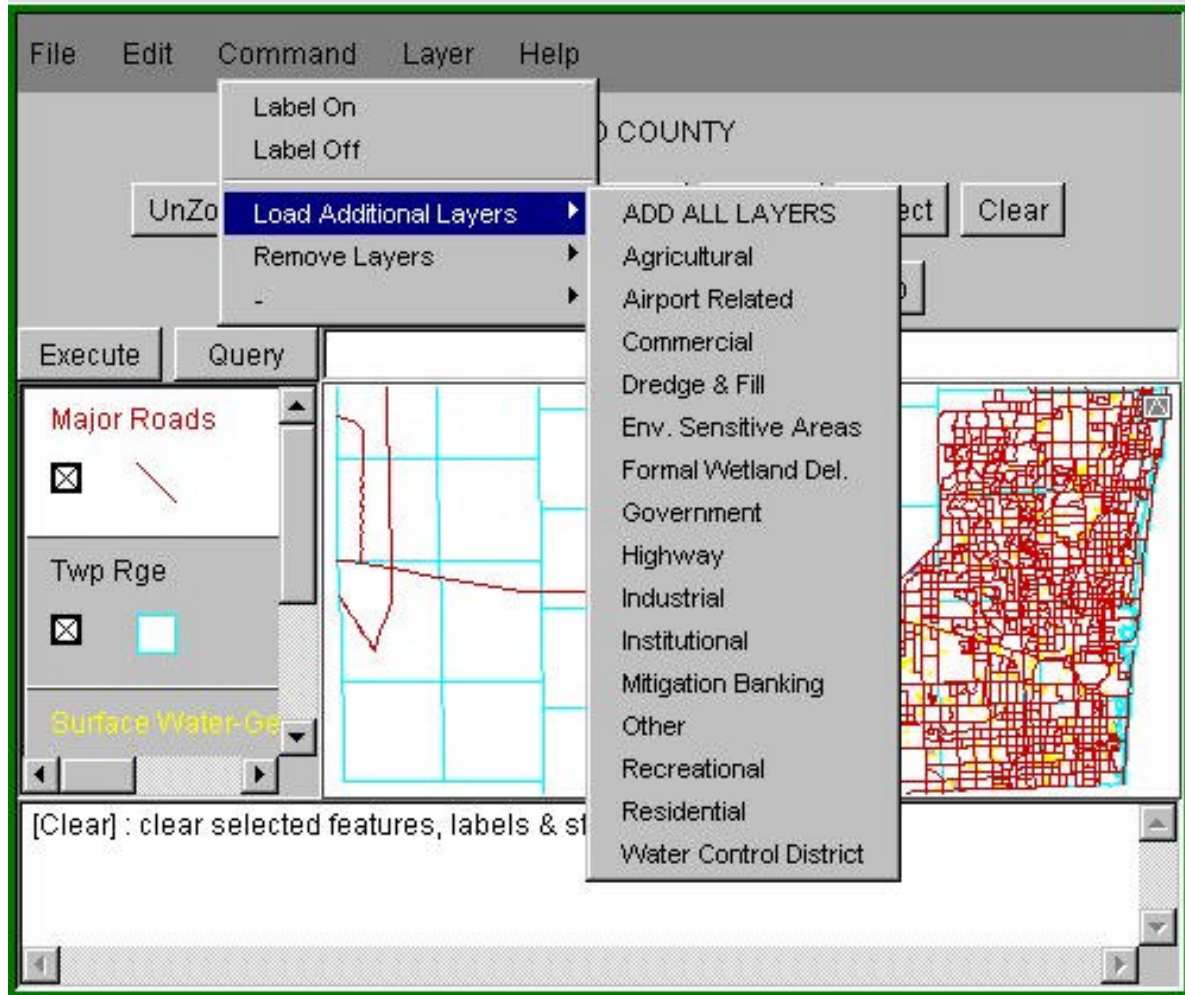 File Edit Command Layer Help
Label On
Label Off
COUNTY
Load Additional Layers
Remove Layers
-
Clear
ADD ALL LAYERS
Agricultural
Airport Related
Commercial
Dredge & Fill
Env. Sensitive Areas
Formal Wetland Del.
Government
Highway
Industrial
Institutional
Mitigation Banking
Other
Recreational
Residential
Water Control District
Execute Query
Major Roads
Twp Rge
Surface Water-Ge
[Clear] : clear selected features, labels & st